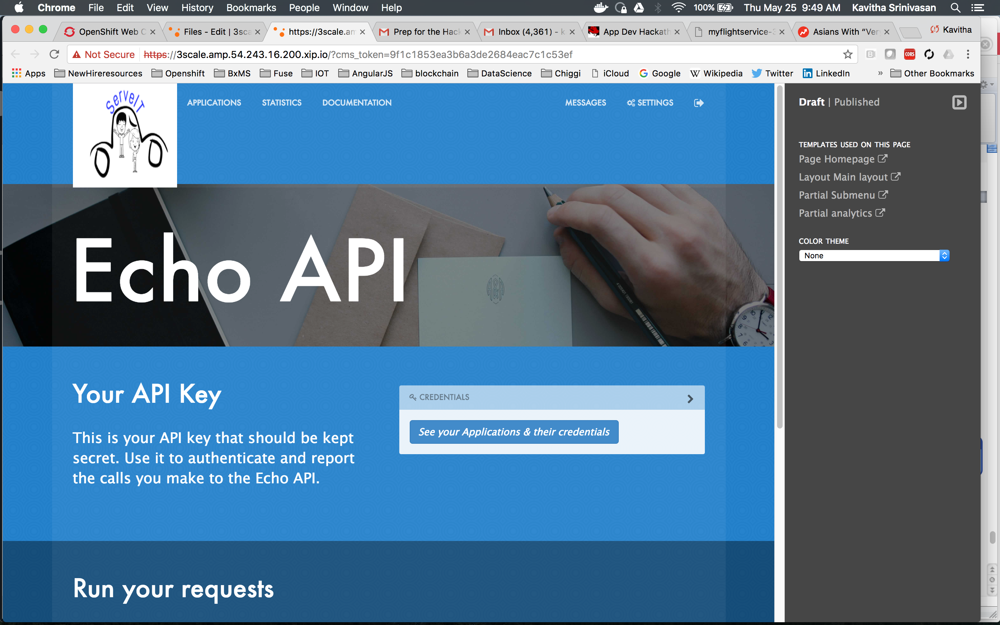 Chrome File Edit View History Bookmarks People Window Help 100% Thu May 25 9:49 AM Kavitha Srinivasan
OpenShift Web C Files - Edit | 3sca https://3scale.am Prep for the Hack Inbox (4,361) - k App Dev Hackath myflightservice-3 Asians With “Ver Kavitha
Not Secure https://3scale.amp.54.243.16.200.xip.io/?cms_token=9f1c1853ea3b6a3de2684eac7c1c53ef CORS
Apps NewHireresources Openshift BxMS Fuse IOT AngularJS blockchain DataScience Chiggi iCloud Google Wikipedia Twitter LinkedIn » Other Bookmarks
ServeIT
APPLICATIONS STATISTICS DOCUMENTATION MESSAGES SETTINGS
Draft | Published
TEMPLATES USED ON THIS PAGE
Page Homepage
Layout Main layout
Partial Submenu
Partial analytics
COLOR THEME
None
Echo API
Your API Key
This is your API key that should be kept
secret. Use it to authenticate and report
the calls you make to the Echo API.
CREDENTIALS
See your Applications & their credentials
Run your requests